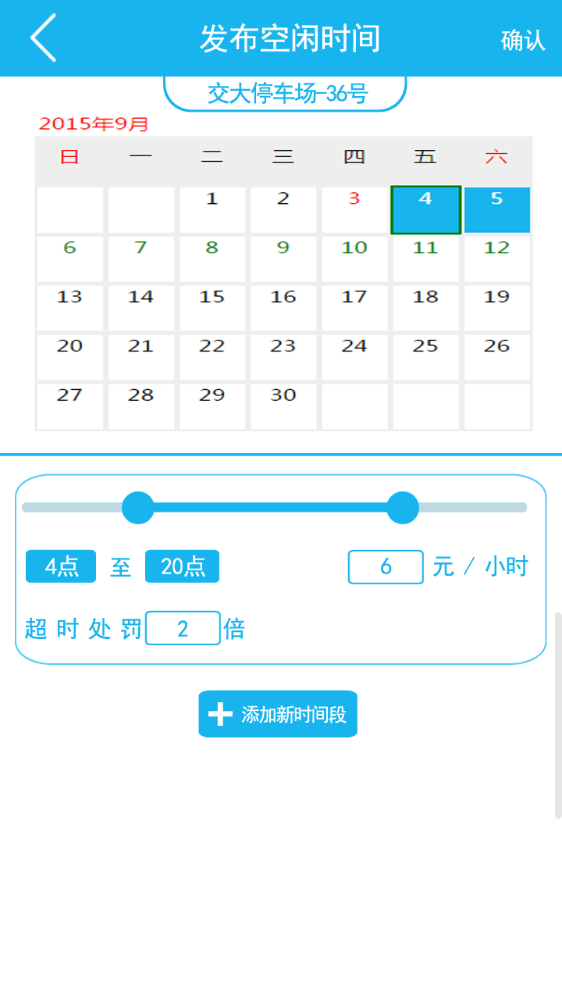 发布空闲时间 确认
交大停车场-36号
2015年9月
日 一 二 三 四 五 六
1 2 3 4 5
6 7 8 9 10 11 12
13 14 15 16 17 18 19
20 21 22 23 24 25 26
27 28 29 30
4点 至 20点 6 元 / 小时
超时处罚 2 倍
添加新时间段